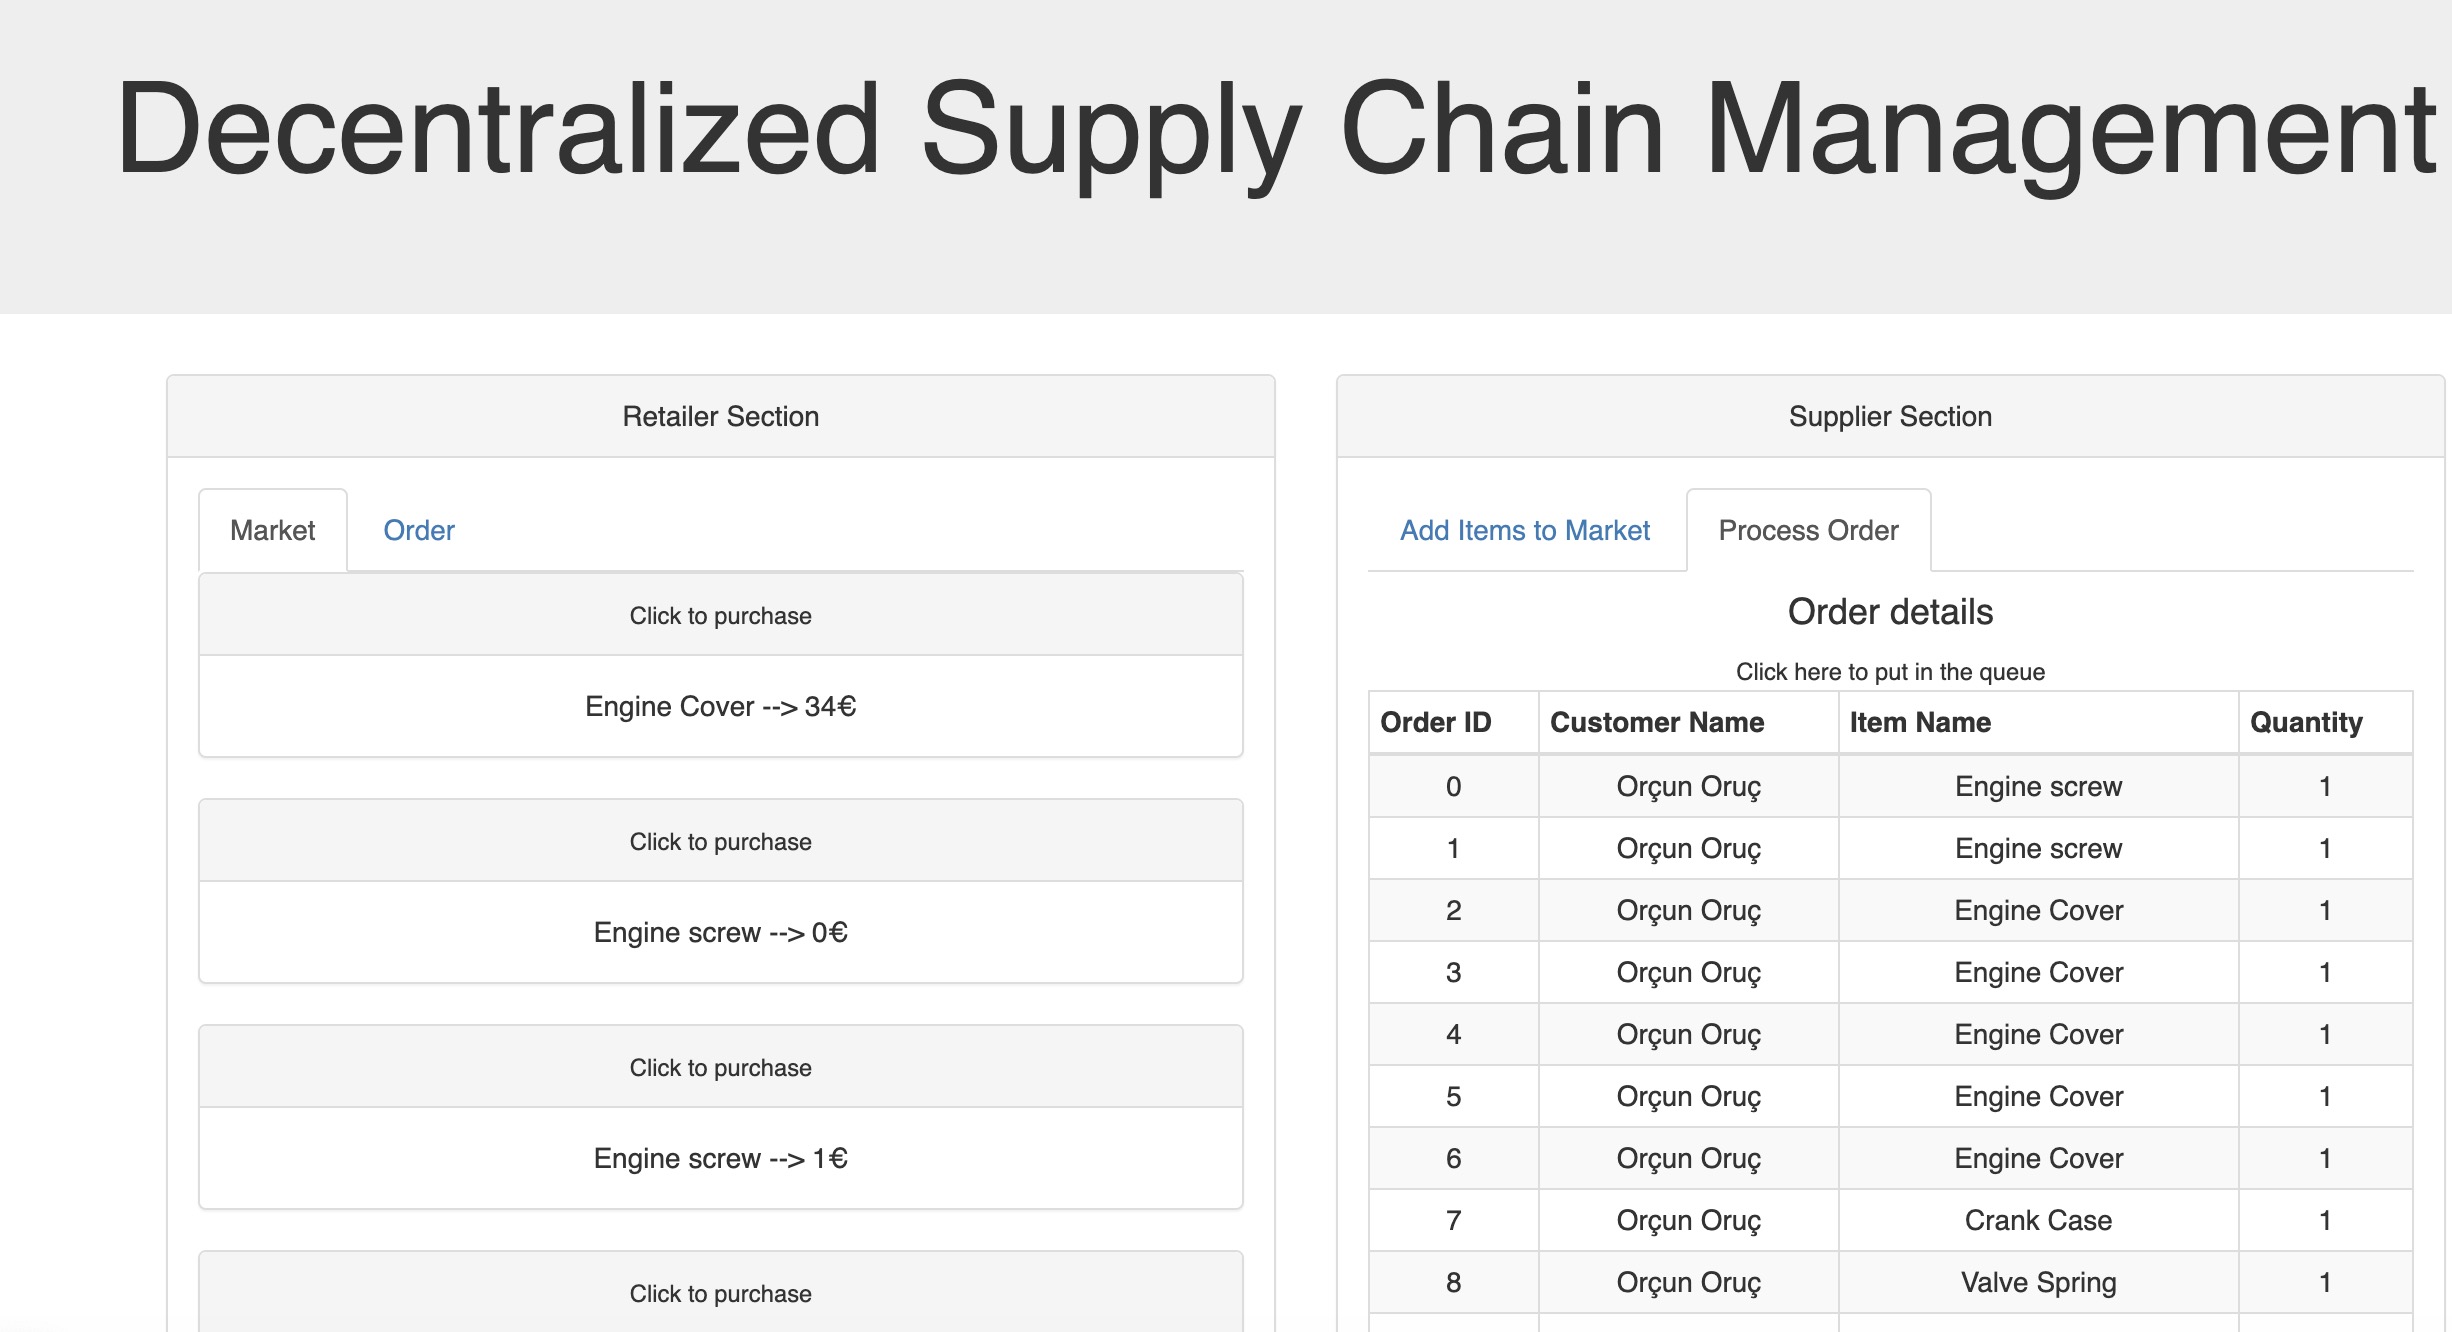 Decentralized Supply Chain Management
Retailer Section
Market
Order
Click to purchase
Engine Cover --> 34€
Click to purchase
Engine screw --> 0€
Click to purchase
Engine screw --> 1€
Click to purchase
Supplier Section
Add Items to Market
Process Order
Order details
Click here to put in the queue
Order ID Customer Name Item Name Quantity
0 Orçun Oruç Engine screw 1
1 Orçun Oruç Engine screw 1
2 Orçun Oruç Engine Cover 1
3 Orçun Oruç Engine Cover 1
4 Orçun Oruç Engine Cover 1
5 Orçun Oruç Engine Cover 1
6 Orçun Oruç Engine Cover 1
7 Orçun Oruç Crank Case 1
8 Orçun Oruç Valve Spring 1